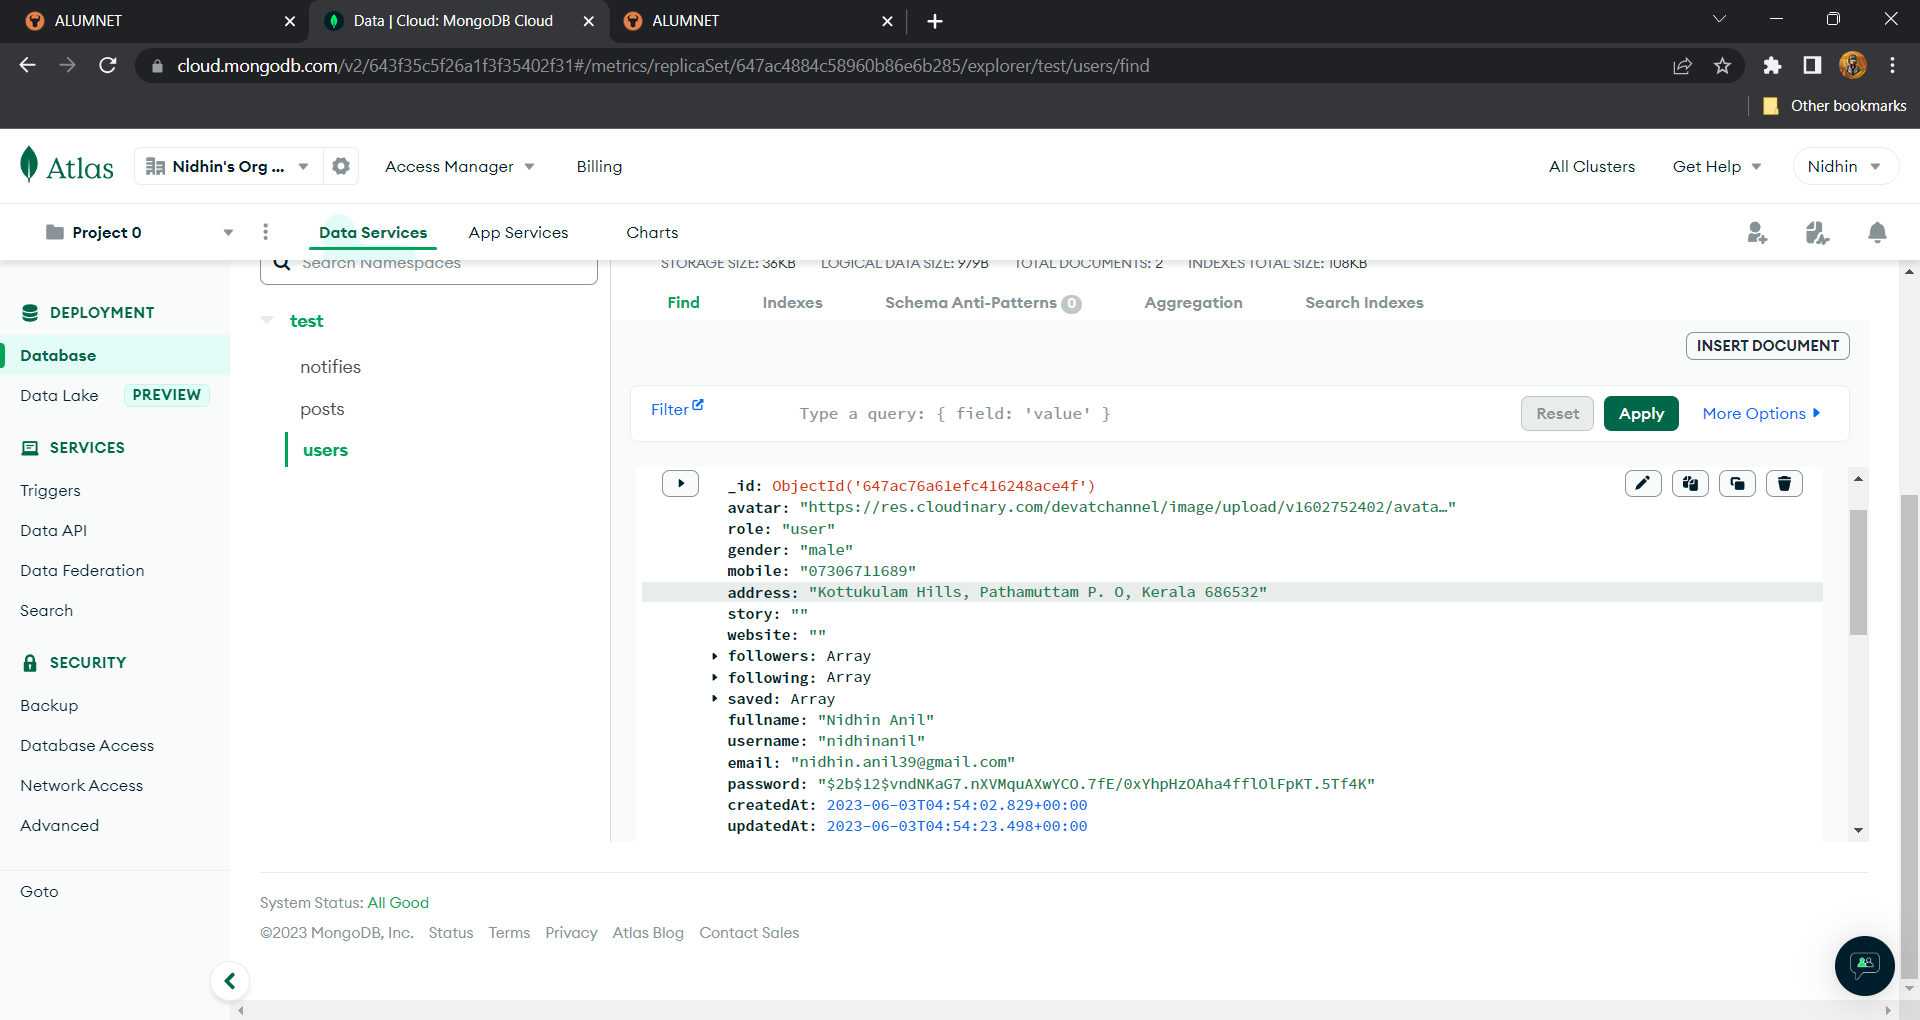 ALUMNET
Data | Cloud: MongoDB Cloud
ALUMNET
cloud.mongodb.com/v2/643f35c5f26a1f3f35402f31#/metrics/replicaSet/647ac4884c58960b86e6b285/explorer/test/users/find
Other bookmarks
Atlas
Nidhin's Org ...
Access Manager
Billing
All Clusters
Get Help
Nidhin
Project 0
Data Services
App Services
Charts
Search Namespaces
STORAGE SIZE: 36KB LOGICAL DATA SIZE: 979B TOTAL DOCUMENTS: 2 INDEXES TOTAL SIZE: 108KB
DEPLOYMENT
Database
Data Lake PREVIEW
SERVICES
Triggers
Data API
Data Federation
Search
SECURITY
Backup
Database Access
Network Access
Advanced
Goto
test
notifies
posts
users
Find Indexes Schema Anti-Patterns 0 Aggregation Search Indexes
INSERT DOCUMENT
Filter
Type a query: { field: 'value' }
Reset
Apply
More Options
_id: ObjectId('647ac76a61efc416248ace4f')
avatar: "https://res.cloudinary.com/devatchannel/image/upload/v1602752402/avata…"
role: "user"
gender: "male"
mobile: "07306711689"
address: "Kottukulam Hills, Pathamuttam P. O, Kerala 686532"
story: ""
website: ""
followers: Array
following: Array
saved: Array
fullname: "Nidhin Anil"
username: "nidhinanil"
email: "nidhin.anil39@gmail.com"
password: "$2b$12$vndNKaG7.nXVMquAXwYCO.7fE/0xYhpHzOAha4fflOlFpKT.5Tf4K"
createdAt: 2023-06-03T04:54:02.829+00:00
updatedAt: 2023-06-03T04:54:23.498+00:00
System Status: All Good
©2023 MongoDB, Inc. Status Terms Privacy Atlas Blog Contact Sales